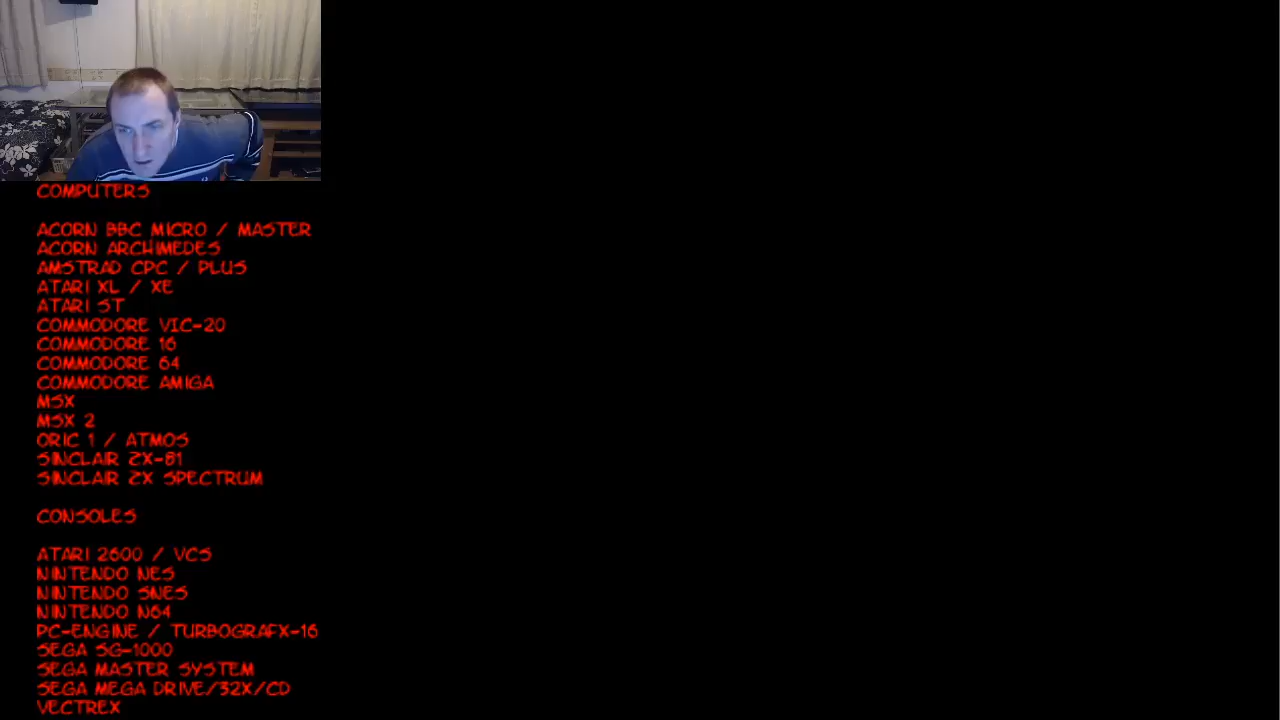 COMPUTERS
ACORN BBC MICRO / MASTER
ACORN ARCHIMEDES
AMSTRAD CPC / PLUS
ATARI XL / XE
ATARI ST
COMMODORE VIC-20
COMMODORE 16
COMMODORE 64
COMMODORE AMIGA
MSX
MSX 2
ORIC 1 / ATMOS
SINCLAIR ZX-81
SINCLAIR ZX SPECTRUM
CONSOLES
ATARI 2600 / VCS
NINTENDO NES
NINTENDO SNES
NINTENDO N64
PC-ENGINE / TURBOGRAFX-16
SEGA SG-1000
SEGA MASTER SYSTEM
SEGA MEGA DRIVE/32X/CD
VECTREX